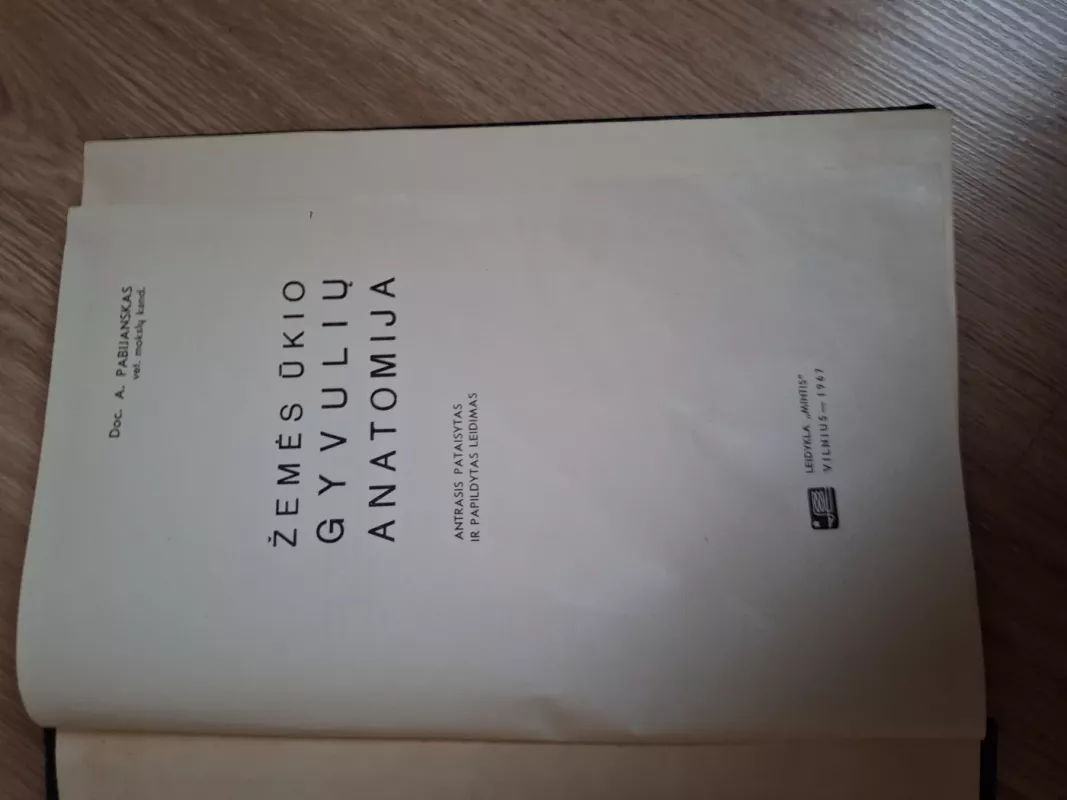 Doc. A. PABIJANSKAS
vet. mokslų kand.
ŽEMĖS ŪKIO
GYVULIŲ
ANATOMIJA
ANTRASIS PATAISYTAS
IR PAPILDYTAS LEIDIMAS
LEIDYKLA „MINTIS"
VILNIUS — 1967